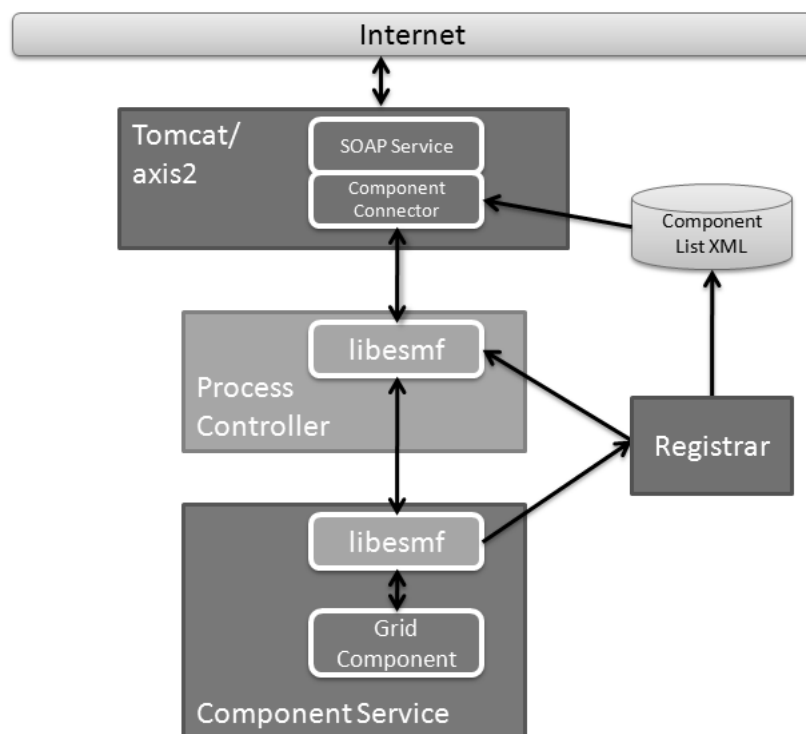 Internet
Tomcat/
axis2
SOAP Service
Component
Connector
Component
List XML
libesmf
Process
Controller
Registrar
libesmf
Grid
Component
Component Service